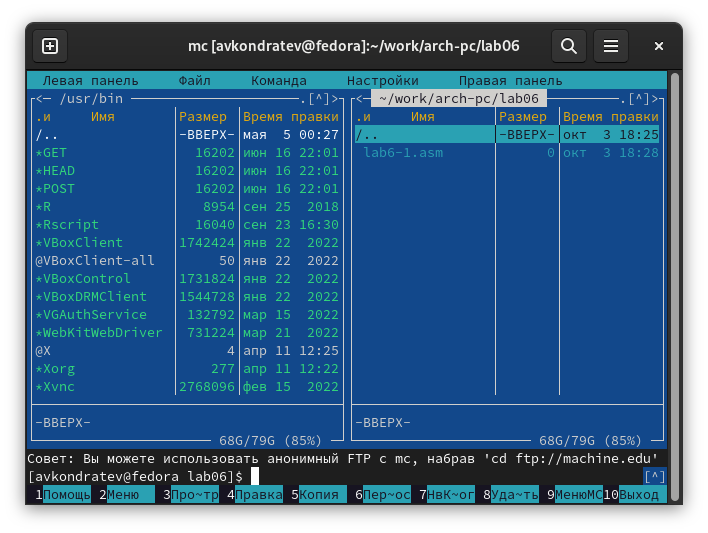 mc [avkondratev@fedora]:~/work/arch-pc/lab06
Левая панель Файл Команда Настройки Правая панель
<— /usr/bin .[^]> <— ~/work/arch-pc/lab06 .[^]>
.и Имя Размер Время правки .и Имя Размер Время правки
/.. -ВВЕРХ- мая 5 00:27 /.. -ВВЕРХ- окт 3 18:25
*GET 16202 июн 16 22:01 lab6-1.asm 0 окт 3 18:28
*HEAD 16202 июн 16 22:01
*POST 16202 июн 16 22:01
*R 8954 сен 25 2018
*Rscript 16040 сен 23 16:30
*VBoxClient 1742424 янв 22 2022
@VBoxClient-all 50 янв 22 2022
*VBoxControl 1731824 янв 22 2022
*VBoxDRMClient 1544728 янв 22 2022
*VGAuthService 132792 мар 15 2022
*WebKitWebDriver 731224 мар 21 2022
@X 4 апр 11 12:25
*Xorg 277 апр 11 12:22
*Xvnc 2768096 фев 15 2022
-ВВЕРХ- -ВВЕРХ-
68G/79G (85%) 68G/79G (85%)
Совет: Вы можете использовать анонимный FTP с mc, набрав 'cd ftp://machine.edu'
[avkondratev@fedora lab06]$ [^]
1Помощь 2Меню 3Про~тр 4Правка 5Копия 6Пер~ос 7НвК~ог 8Уда~ть 9МенюMC 10Выход